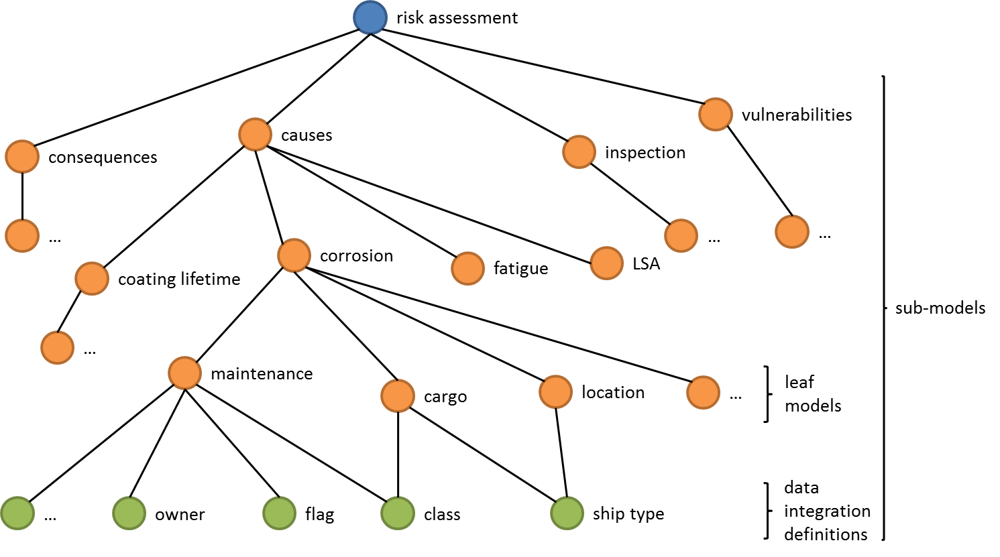 risk assessment
vulnerabilities
causes
inspection
consequences
...
...
...
corrosion
LSA
fatigue
coating lifetime
sub-models
...
maintenance
leaf
models
location
...
cargo
data
integration
definitions
...
owner
flag
class
ship type